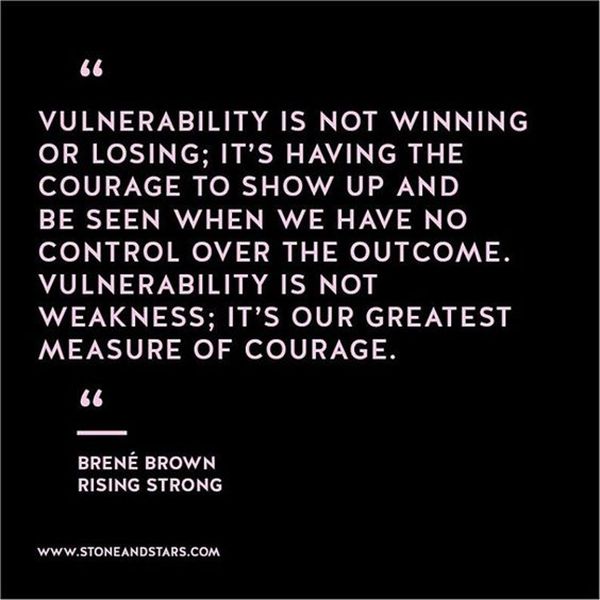 “
VULNERABILITY IS NOT WINNING
OR LOSING; IT’S HAVING THE
COURAGE TO SHOW UP AND
BE SEEN WHEN WE HAVE NO
CONTROL OVER THE OUTCOME.
VULNERABILITY IS NOT
WEAKNESS; IT’S OUR GREATEST
MEASURE OF COURAGE.
“
BRENÉ BROWN
RISING STRONG
WWW.STONEANDSTARS.COM